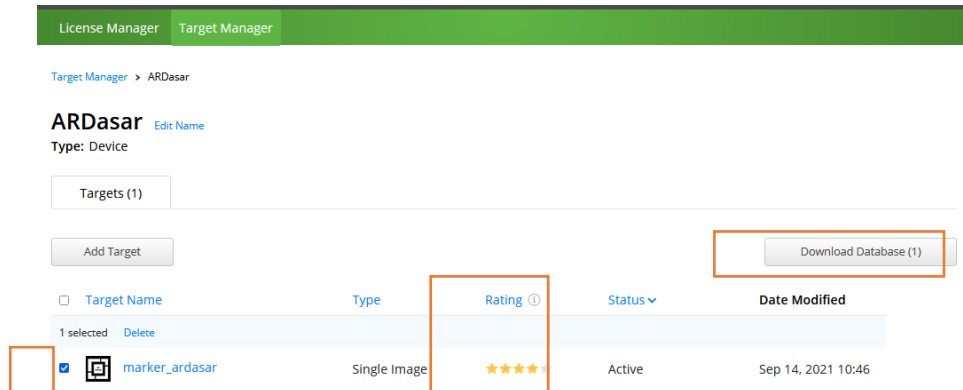 License Manager Target Manager
Target Manager > ARDasar
ARDasar Edit Name
Type: Device
Targets (1)
Add Target Download Database (1)
Target Name Type Rating Status Date Modified
1 selected Delete
marker_ardasar Single Image Active Sep 14, 2021 10:46